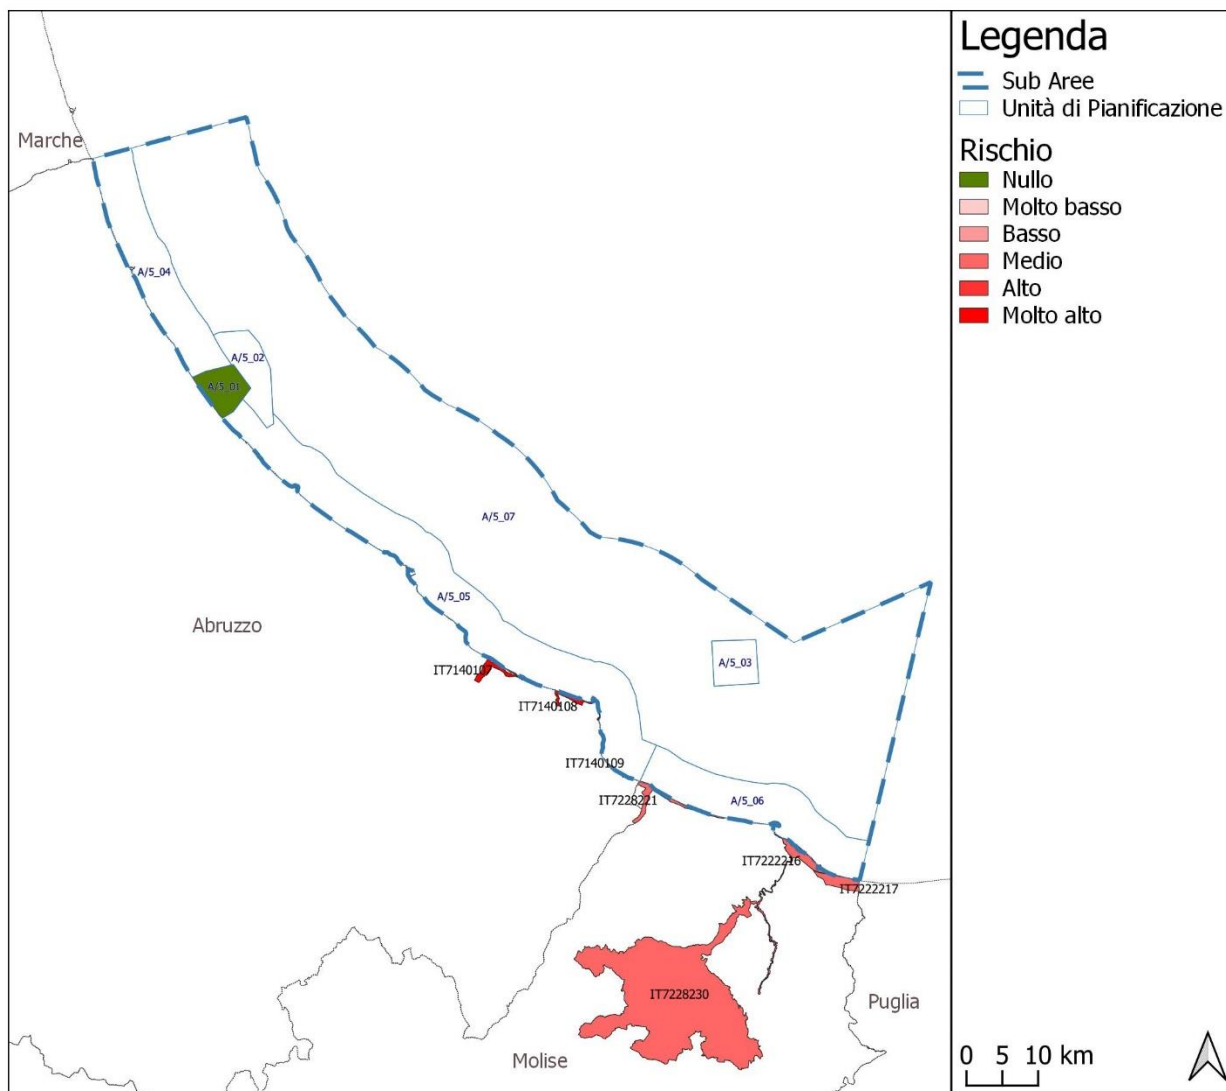 Legenda
Sub Aree
Unità di Pianificazione
Rischio
Nullo
Molto basso
Basso
Medio
Alto
Molto alto
Marche
A/5_04
A/5_02
A/5_01
A/5_07
A/5_05
Abruzzo
A/5_03
IT7140107
IT7140108
IT7140109
IT7228221
A/5_06
IT7222216
IT7222217
IT7228230
Puglia
Molise
0 5 10 km